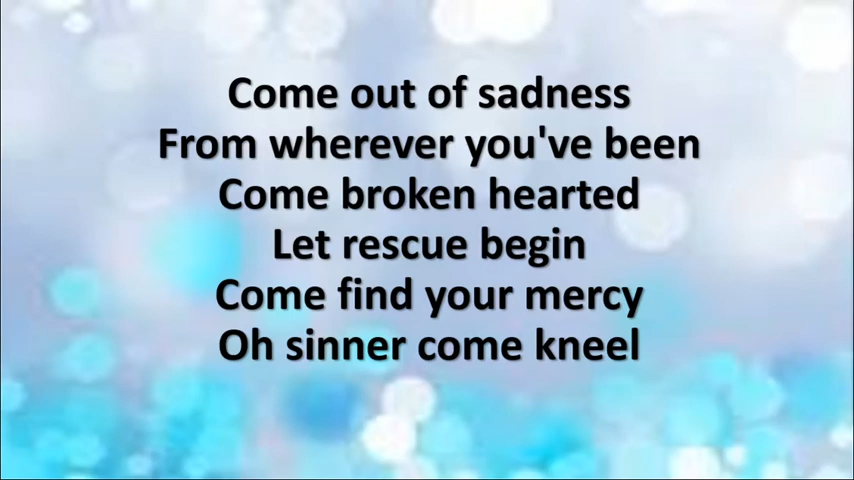 Come out of sadness
From wherever you've been
Come broken hearted
Let rescue begin
Come find your mercy
Oh sinner come kneel